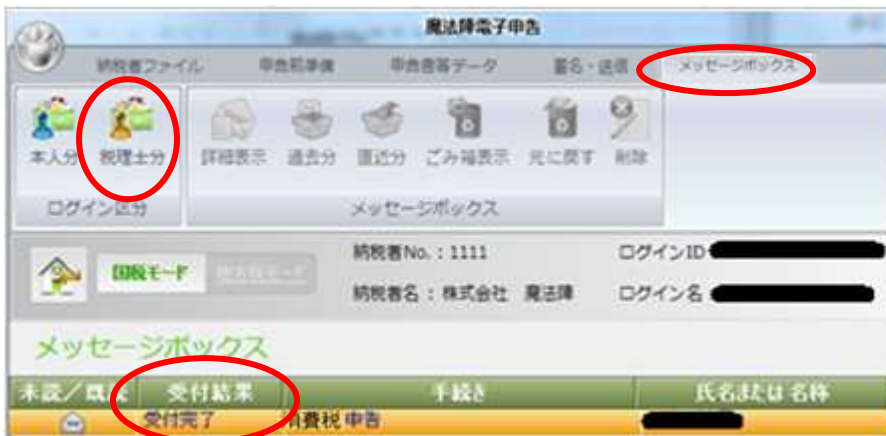 魔法陣電子申告
納税者ファイル 申告前準備 申告書等データ 署名・送信 メッセージボックス
本人分 税理士分 詳細表示 過去分 直近分 ごみ箱表示 元に戻す 削除
ログイン区分 メッセージボックス
納税者No.：1111 ログインID
国税モード
納税者名：株式会社 魔法陣 ログイン名
メッセージボックス
未読／既読 受付結果 手続き 氏名または名称
受付完了 消費税 申告